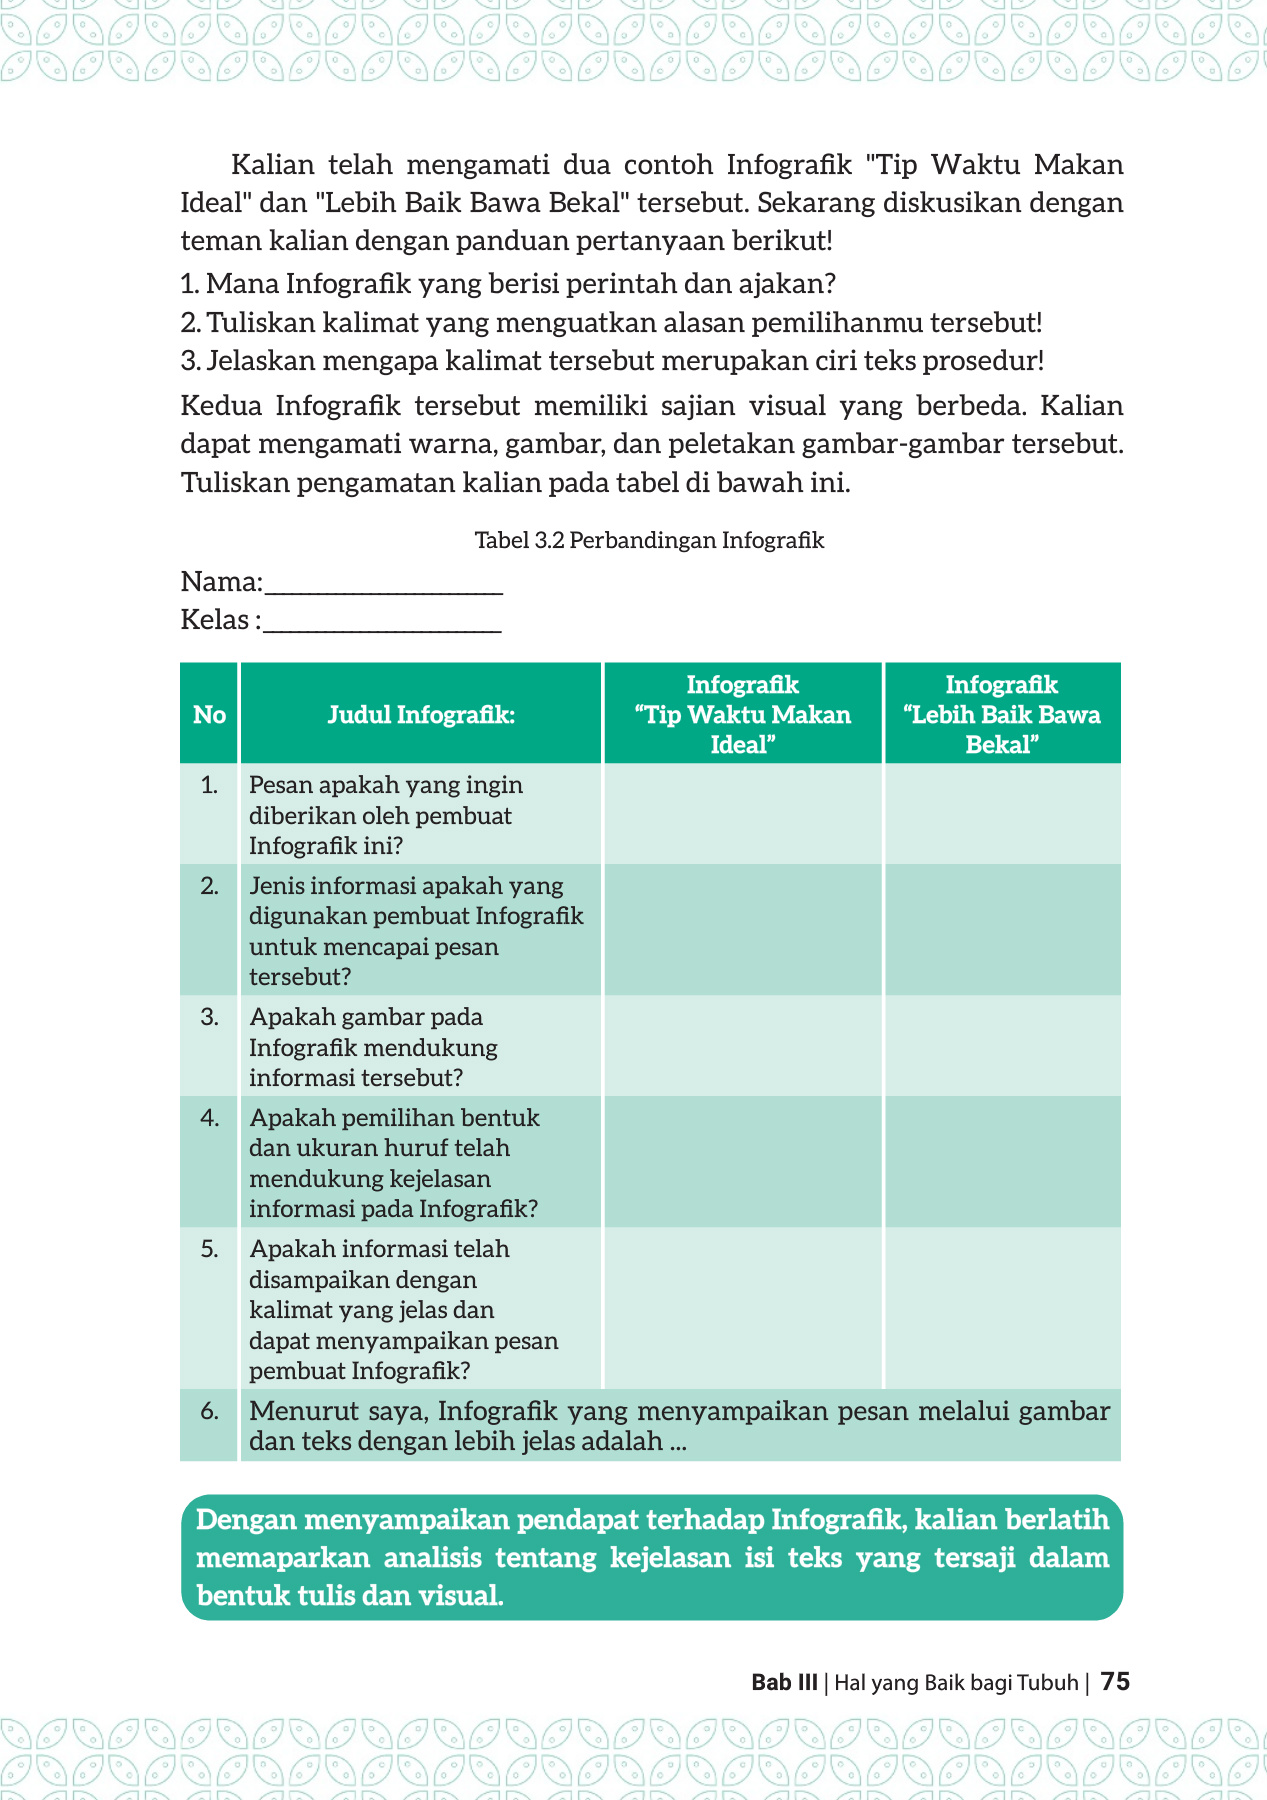 Kalian telah mengamati dua contoh Infografik "Tip Waktu Makan
Ideal" dan "Lebih Baik Bawa Bekal" tersebut. Sekarang diskusikan dengan
teman kalian dengan panduan pertanyaan berikut!
1. Mana Infografik yang berisi perintah dan ajakan?
2. Tuliskan kalimat yang menguatkan alasan pemilihanmu tersebut!
3. Jelaskan mengapa kalimat tersebut merupakan ciri teks prosedur!
Kedua Infografik tersebut memiliki sajian visual yang berbeda. Kalian
dapat mengamati warna, gambar, dan peletakan gambar-gambar tersebut.
Tuliskan pengamatan kalian pada tabel di bawah ini.
Tabel 3.2 Perbandingan Infografik
Nama:_________________
Kelas :_________________
No
Judul Infografik:
Infografik
“Tip Waktu Makan
Ideal”
Infografik
“Lebih Baik Bawa
Bekal”
1.
Pesan apakah yang ingin
diberikan oleh pembuat
Infografik ini?
2.
Jenis informasi apakah yang
digunakan pembuat Infografik
untuk mencapai pesan
tersebut?
3.
Apakah gambar pada
Infografik mendukung
informasi tersebut?
4.
Apakah pemilihan bentuk
dan ukuran huruf telah
mendukung kejelasan
informasi pada Infografik?
5.
Apakah informasi telah
disampaikan dengan
kalimat yang jelas dan
dapat menyampaikan pesan
pembuat Infografik?
6.
Menurut saya, Infografik yang menyampaikan pesan melalui gambar
dan teks dengan lebih jelas adalah ...
Dengan menyampaikan pendapat terhadap Infografik, kalian berlatih
memaparkan analisis tentang kejelasan isi teks yang tersaji dalam
bentuk tulis dan visual.
Bab III | Hal yang Baik bagi Tubuh | 75